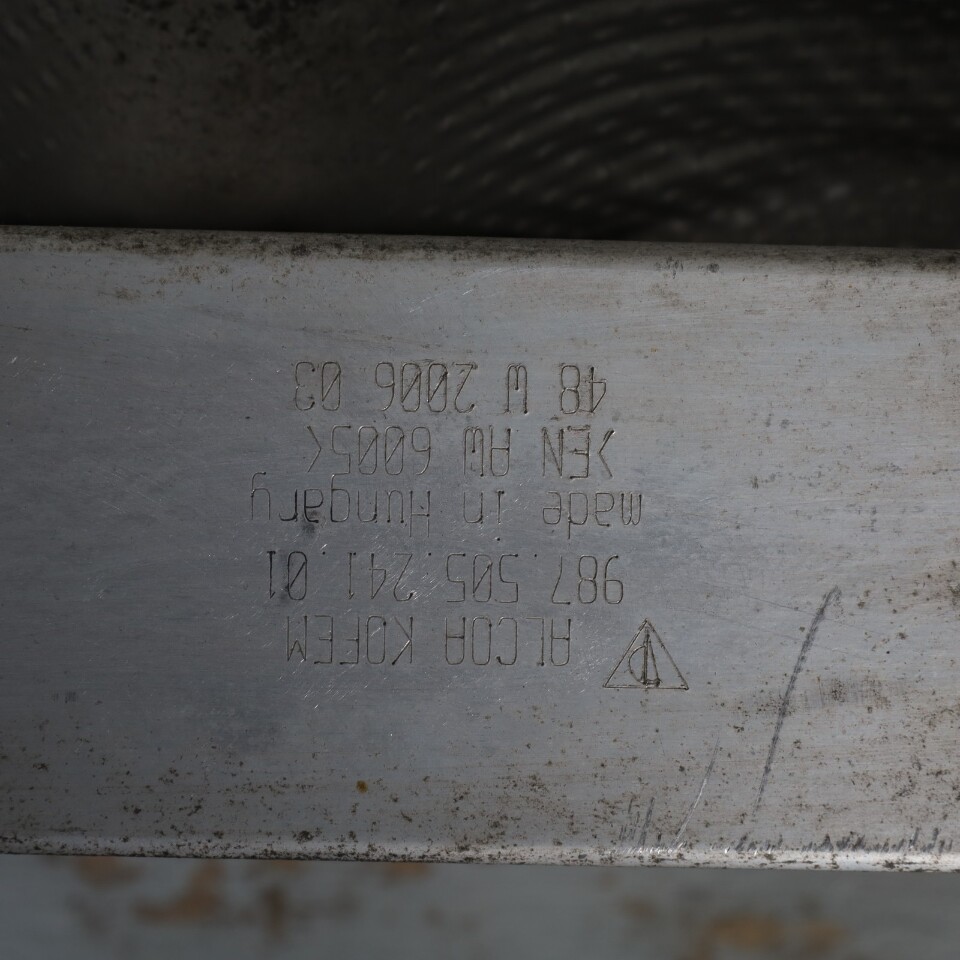 ALCOA KOFEM
987.505.241.01
made in Hungary
>EN AW 6005<
48 W 2006 03